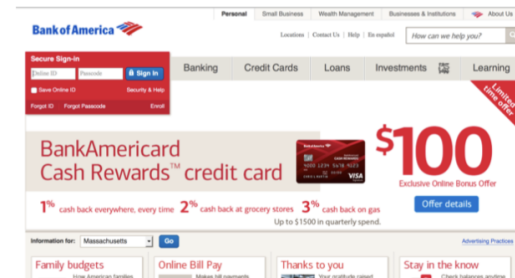 Personal Small Business Wealth Management Businesses & Institutions About Us
Bank of America
Locations | Contact Us | Help | En español
How can we help you?
Secure Sign-in
Online ID Passcode Sign In
Save Online ID Security & Help
Forgot ID Forgot Passcode Enroll
Banking Credit Cards Loans Investments Learning
Limited
time offer
BankAmericard
Cash Rewards™ credit card
VISA
$100
Exclusive Online Bonus Offer
Offer details
1% cash back everywhere, every time 2% cash back at grocery stores 3% cash back on gas
Up to $1500 in quarterly spend.
Information for: Massachusetts Go
Advertising Practices
Family budgets Online Bill Pay Thanks to you Stay in the know